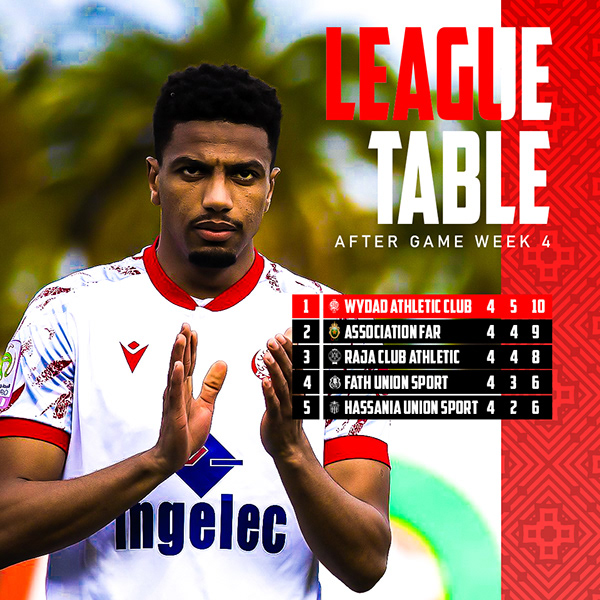 LEAGUE
TABLE
AFTER GAME WEEK 4
1 WYDAD ATHLETIC CLUB 4 5 10
2 ASSOCIATION FAR 4 4 9
3 RAJA CLUB ATHLETIC 4 4 8
4 FATH UNION SPORT 4 3 6
5 HASSANIA UNION SPORT 4 2 6
ingelec